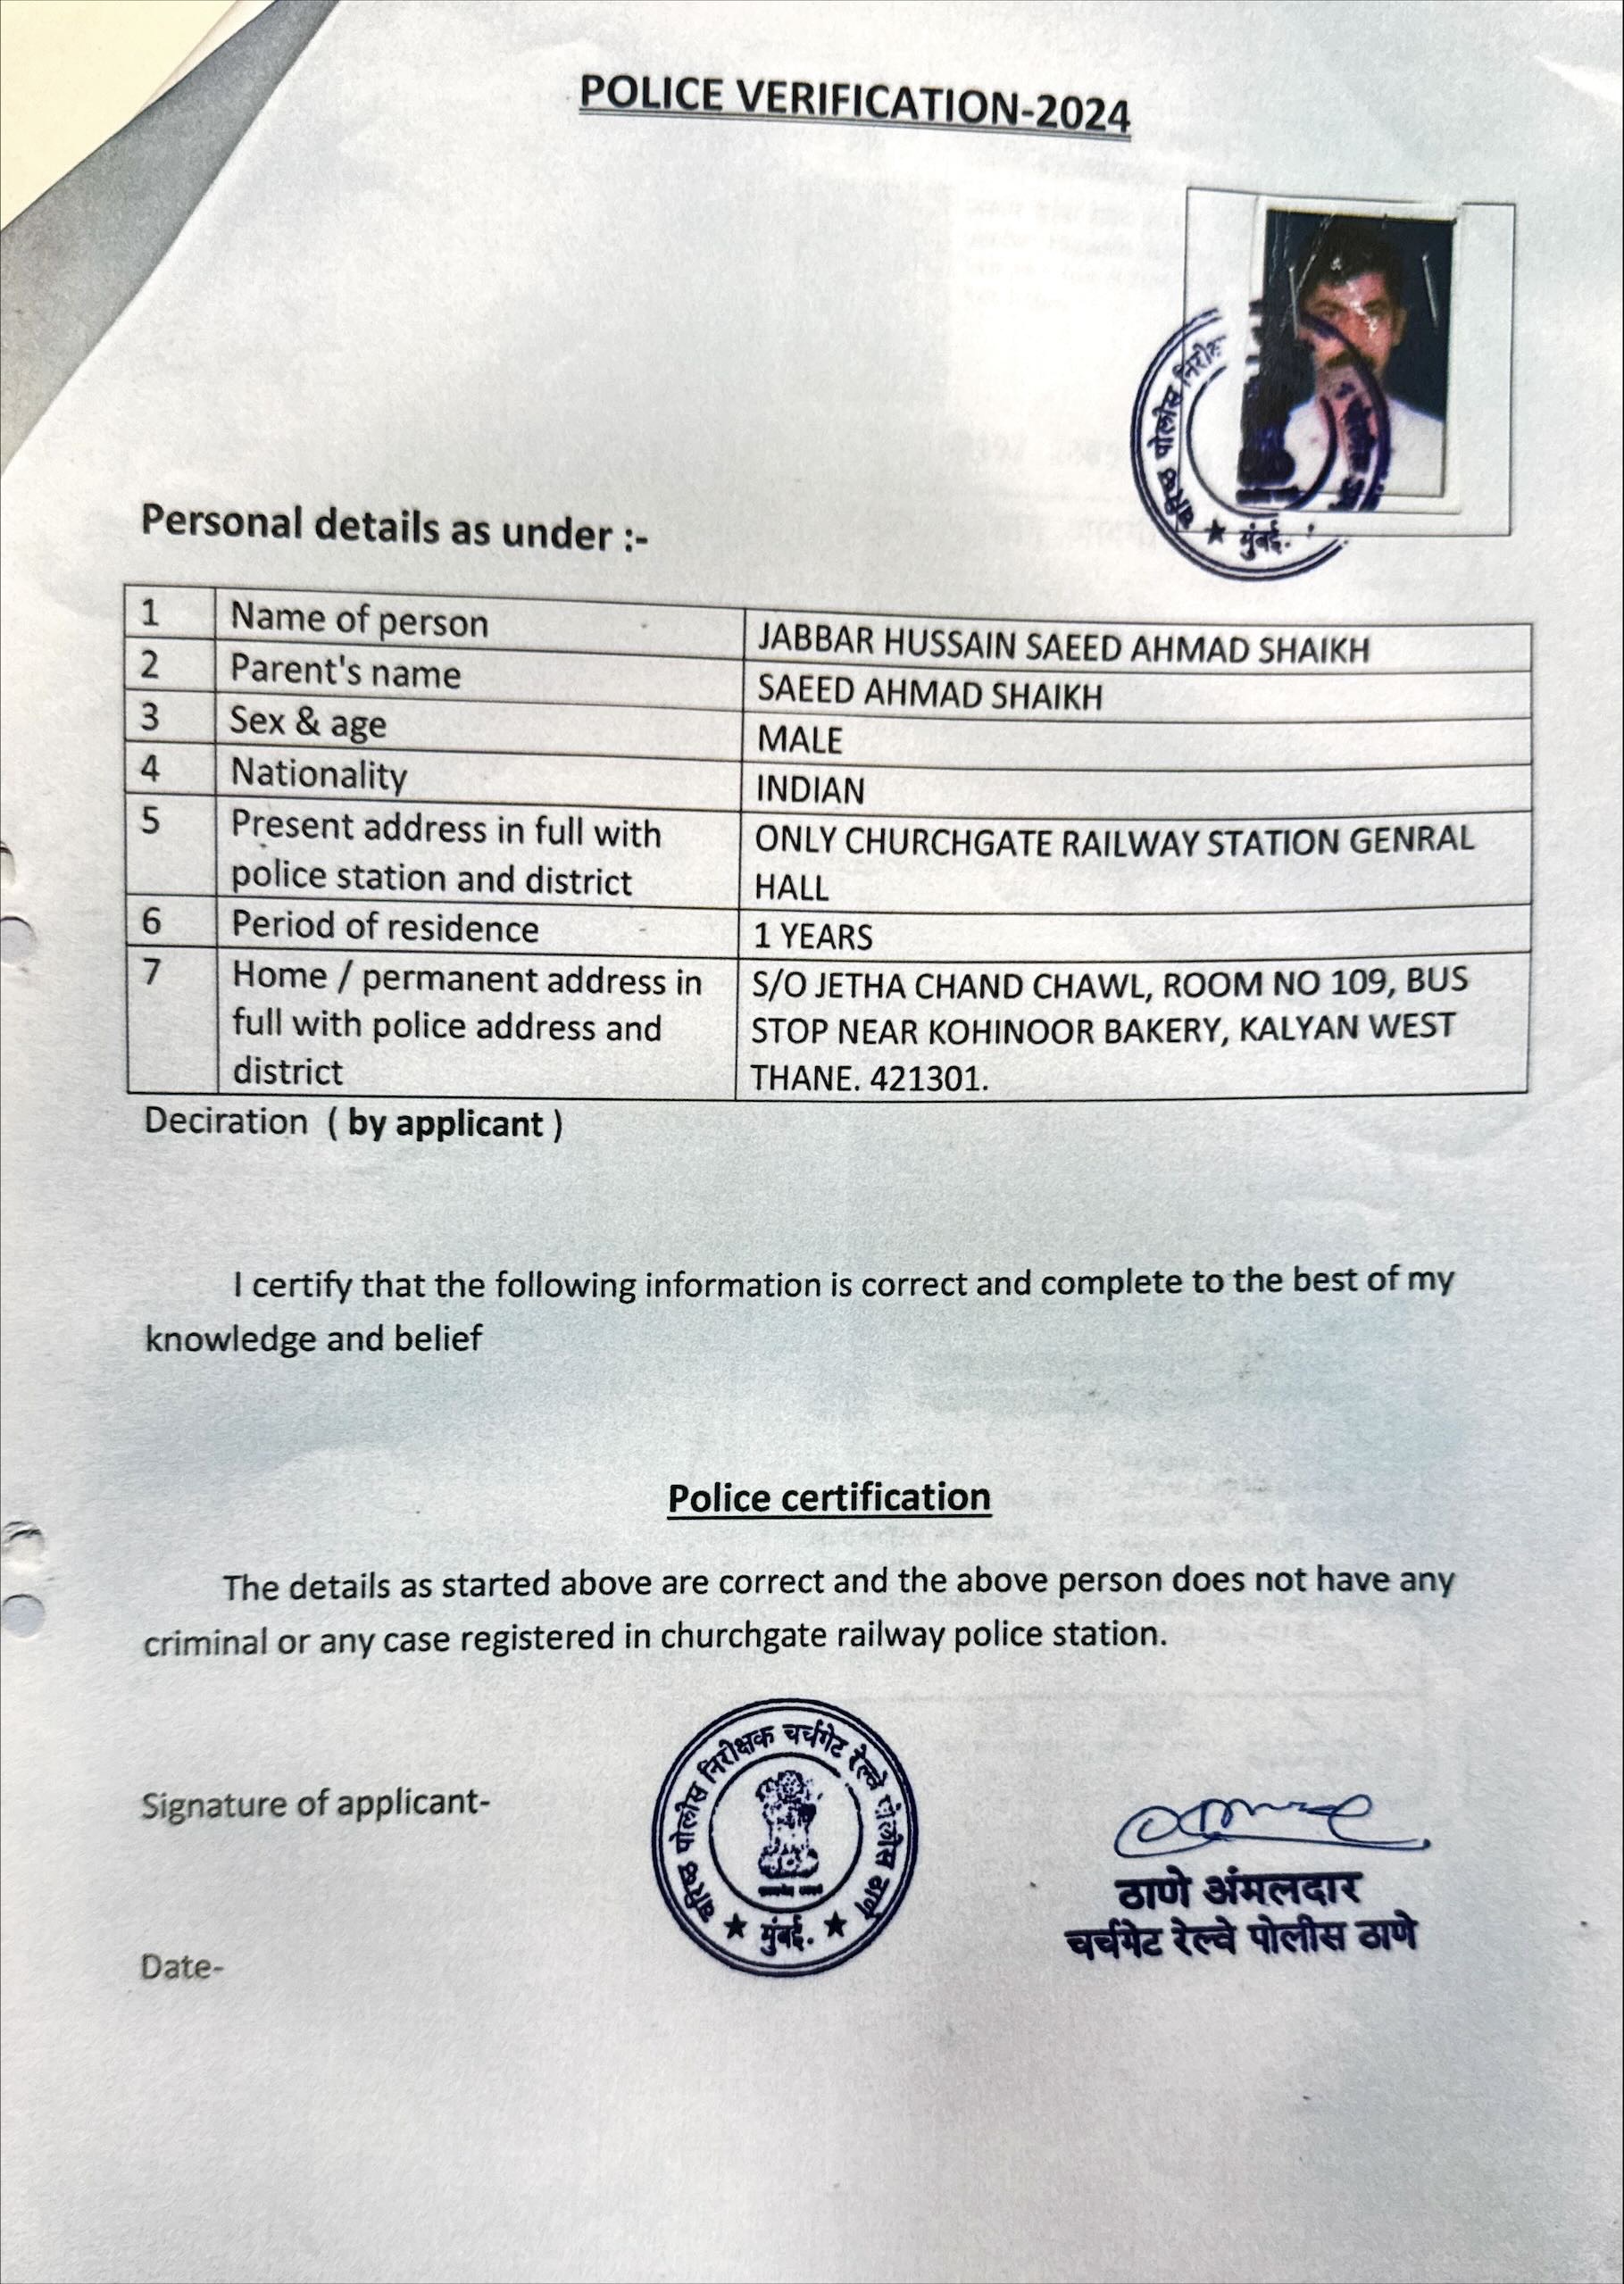 POLICE VERIFICATION-2024
वरिष्ठ पोलीस
★ मुंबई.
Personal details as under :-
1 Name of person JABBAR HUSSAIN SAEED AHMAD SHAIKH
2 Parent's name SAEED AHMAD SHAIKH
3 Sex & age MALE
4 Nationality INDIAN
5 Present address in full with police station and district ONLY CHURCHGATE RAILWAY STATION GENRAL HALL
6 Period of residence 1 YEARS
7 Home / permanent address in full with police address and district S/O JETHA CHAND CHAWL, ROOM NO 109, BUS STOP NEAR KOHINOOR BAKERY, KALYAN WEST THANE. 421301.
Deciration ( by applicant )
I certify that the following information is correct and complete to the best of my
knowledge and belief
Police certification
The details as started above are correct and the above person does not have any
criminal or any case registered in churchgate railway police station.
वरिष्ठ पोलीस निरीक्षक चर्चगेट रेल्वे पोलीस ठाणे
★ मुंबई. ★
Signature of applicant-
ठाणे अंमलदार
चर्चगेट रेल्वे पोलीस ठाणे
Date-